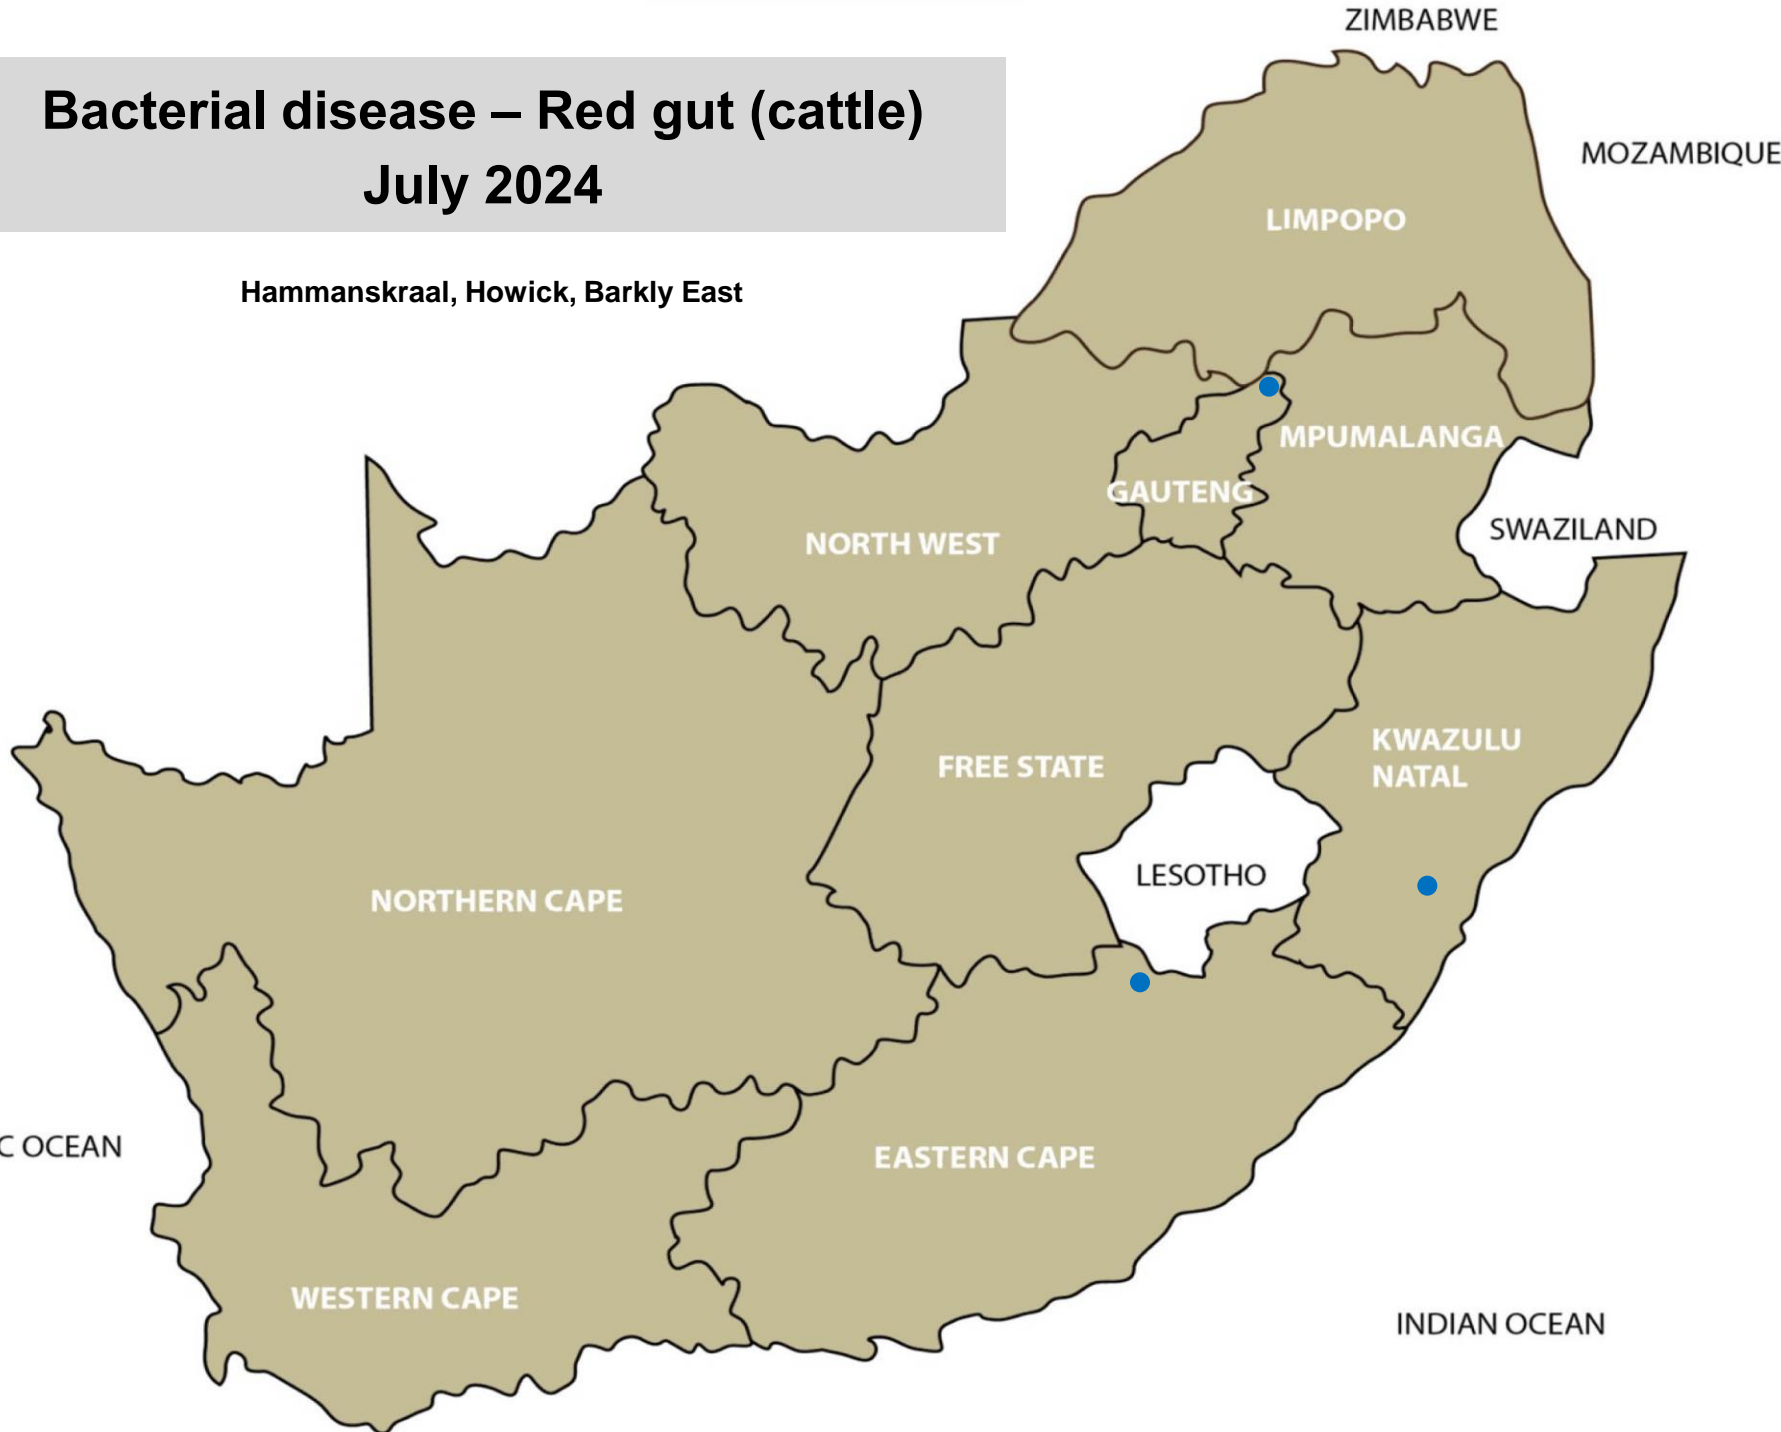 ZIMBABWE
Bacterial disease – Red gut (cattle)
July 2024
MOZAMBIQUE
LIMPOPO
Hammanskraal, Howick, Barkly East
MPUMALANGA
GAUTENG
SWAZILAND
NORTH WEST
KWAZULU
NATAL
FREE STATE
LESOTHO
NORTHERN CAPE
C OCEAN
EASTERN CAPE
WESTERN CAPE
INDIAN OCEAN